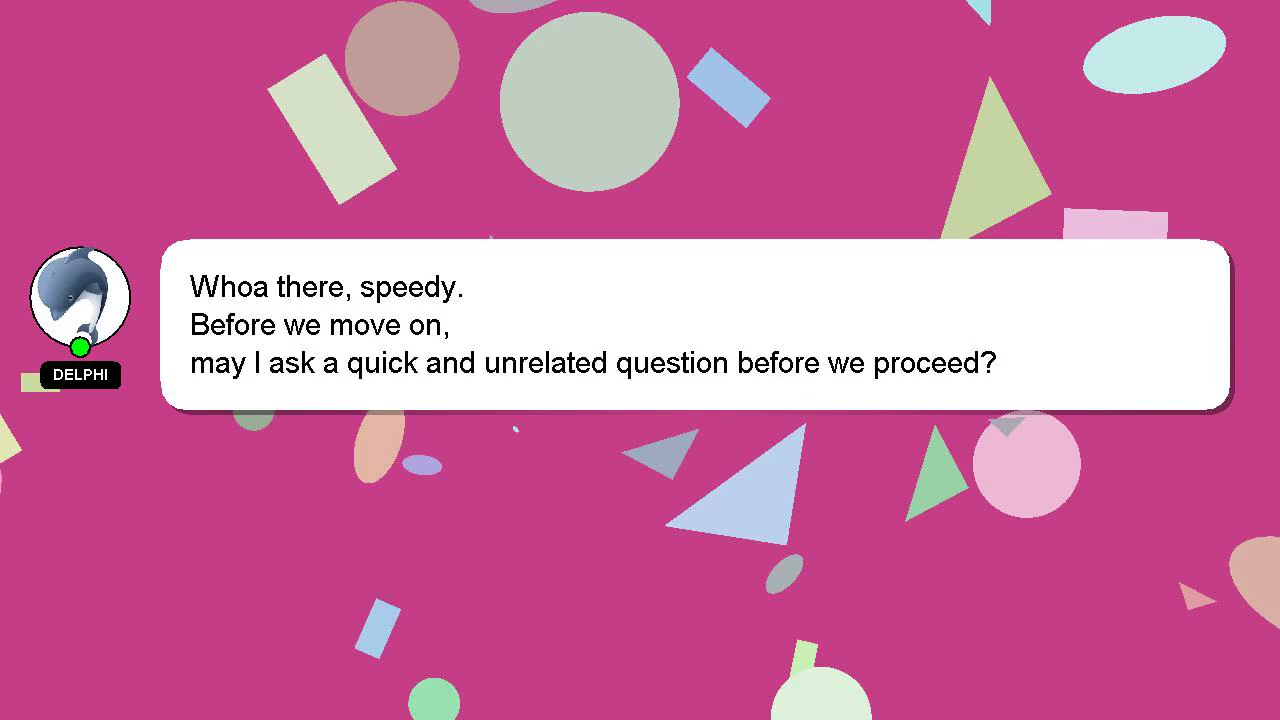 Whoa there, speedy.
Before we move on,
may I ask a quick and unrelated question before we proceed?
DELPHI